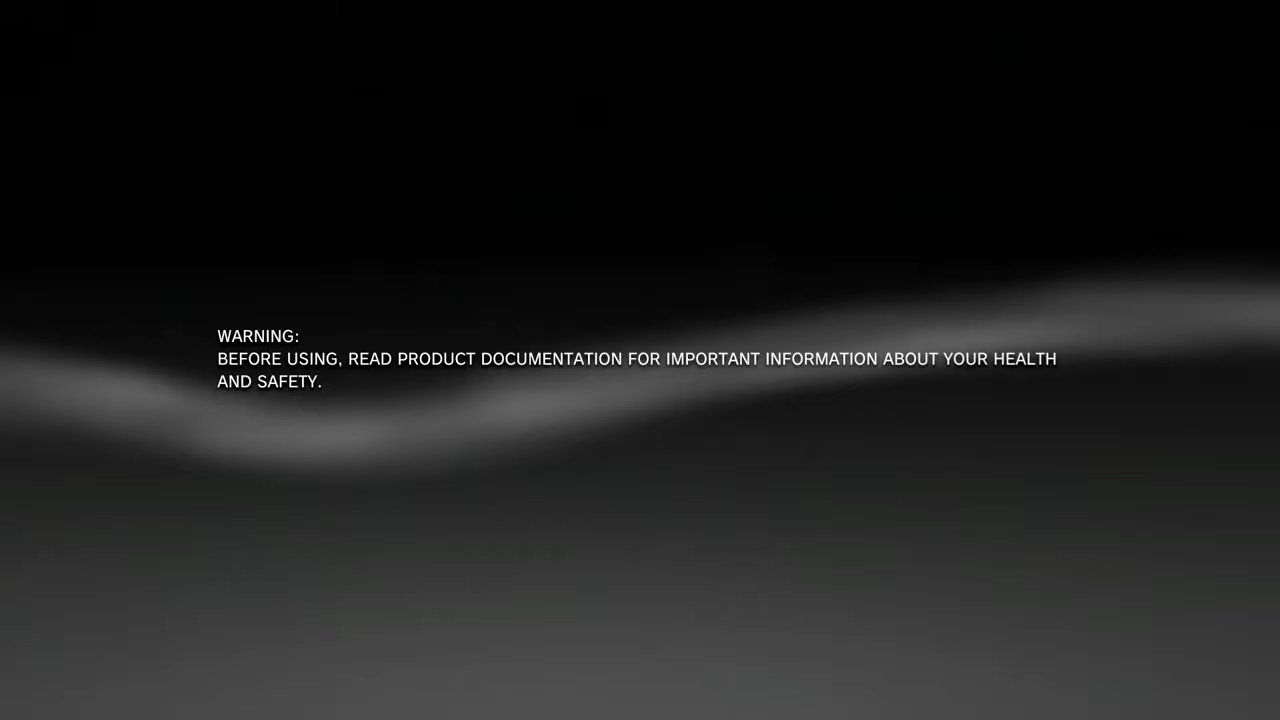 WARNING:
BEFORE USING, READ PRODUCT DOCUMENTATION FOR IMPORTANT INFORMATION ABOUT YOUR HEALTH
AND SAFETY.